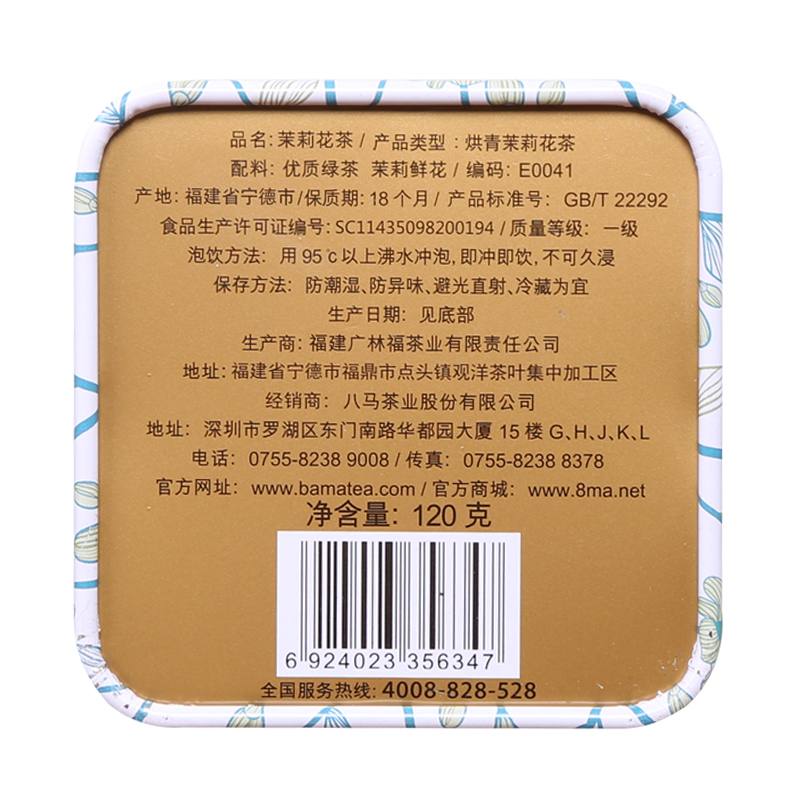 品名: 茉莉花茶 / 产品类型 : 烘青茉莉花茶
配料: 优质绿茶 茉莉鲜花 / 编码: E0041
产地: 福建省宁德市/保质期: 18 个月 / 产品标准号: GB/T 22292
食品生产许可证编号: SC11435098200194 / 质量等级: 一级
泡饮方法: 用 95℃以上沸水冲泡, 即冲即饮, 不可久浸
保存方法: 防潮湿、防异味、避光直射、冷藏为宜
生产日期: 见底部
生产商: 福建广林福茶业有限责任公司
地址: 福建省宁德市福鼎市点头镇观洋茶叶集中加工区
经销商: 八马茶业股份有限公司
地址: 深圳市罗湖区东门南路华都园大厦 15 楼 G、H、J、K、L
电话: 0755-8238 9008 / 传真: 0755-8238 8378
官方网址: www.bamatea.com / 官方商城: www.8ma.net
净含量: 120 克
6 924023 356347
全国服务热线: 4008-828-528